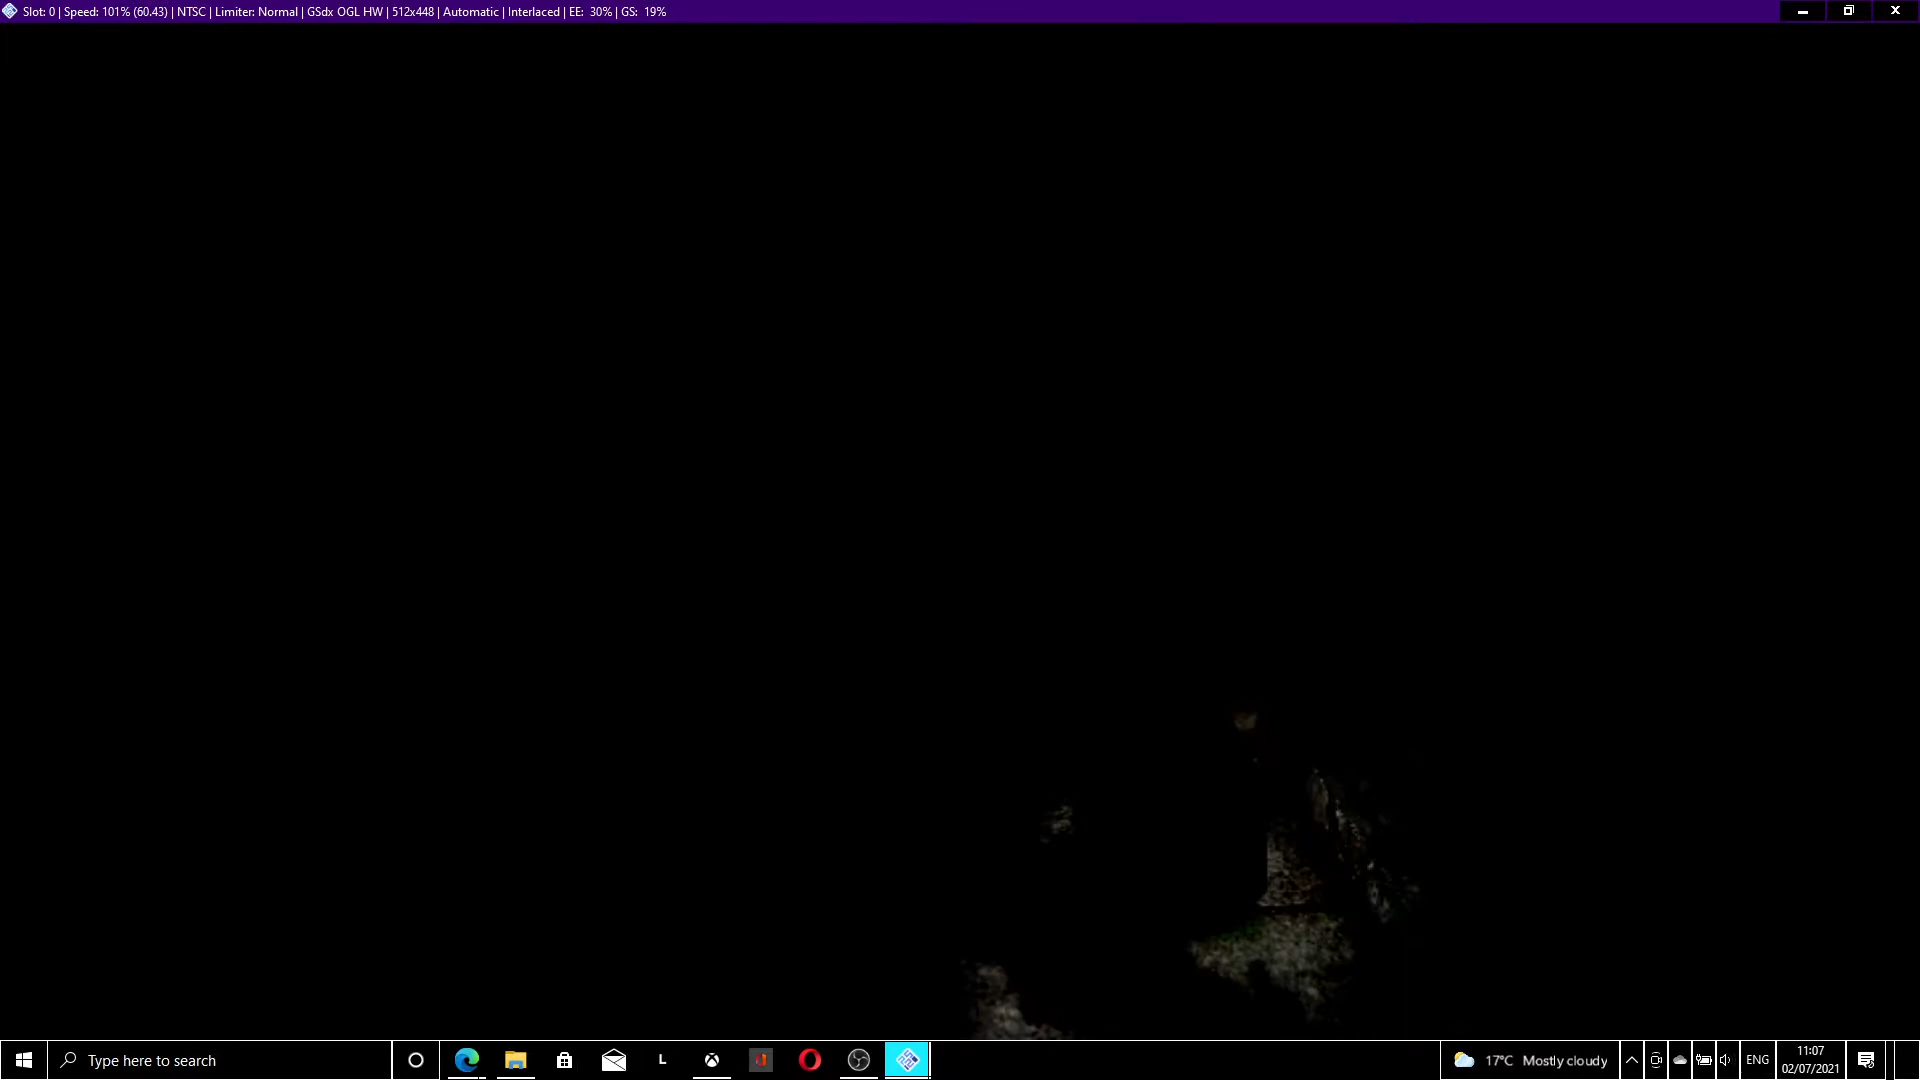 Slot: 0 | Speed: 101% (60.43) | NTSC | Limiter: Normal | GSdx OGL HW | 512x448 | Automatic | Interlaced | EE: 30% | GS: 19%
Type here to search
L
17°C Mostly cloudy
ENG
11:07
02/07/2021